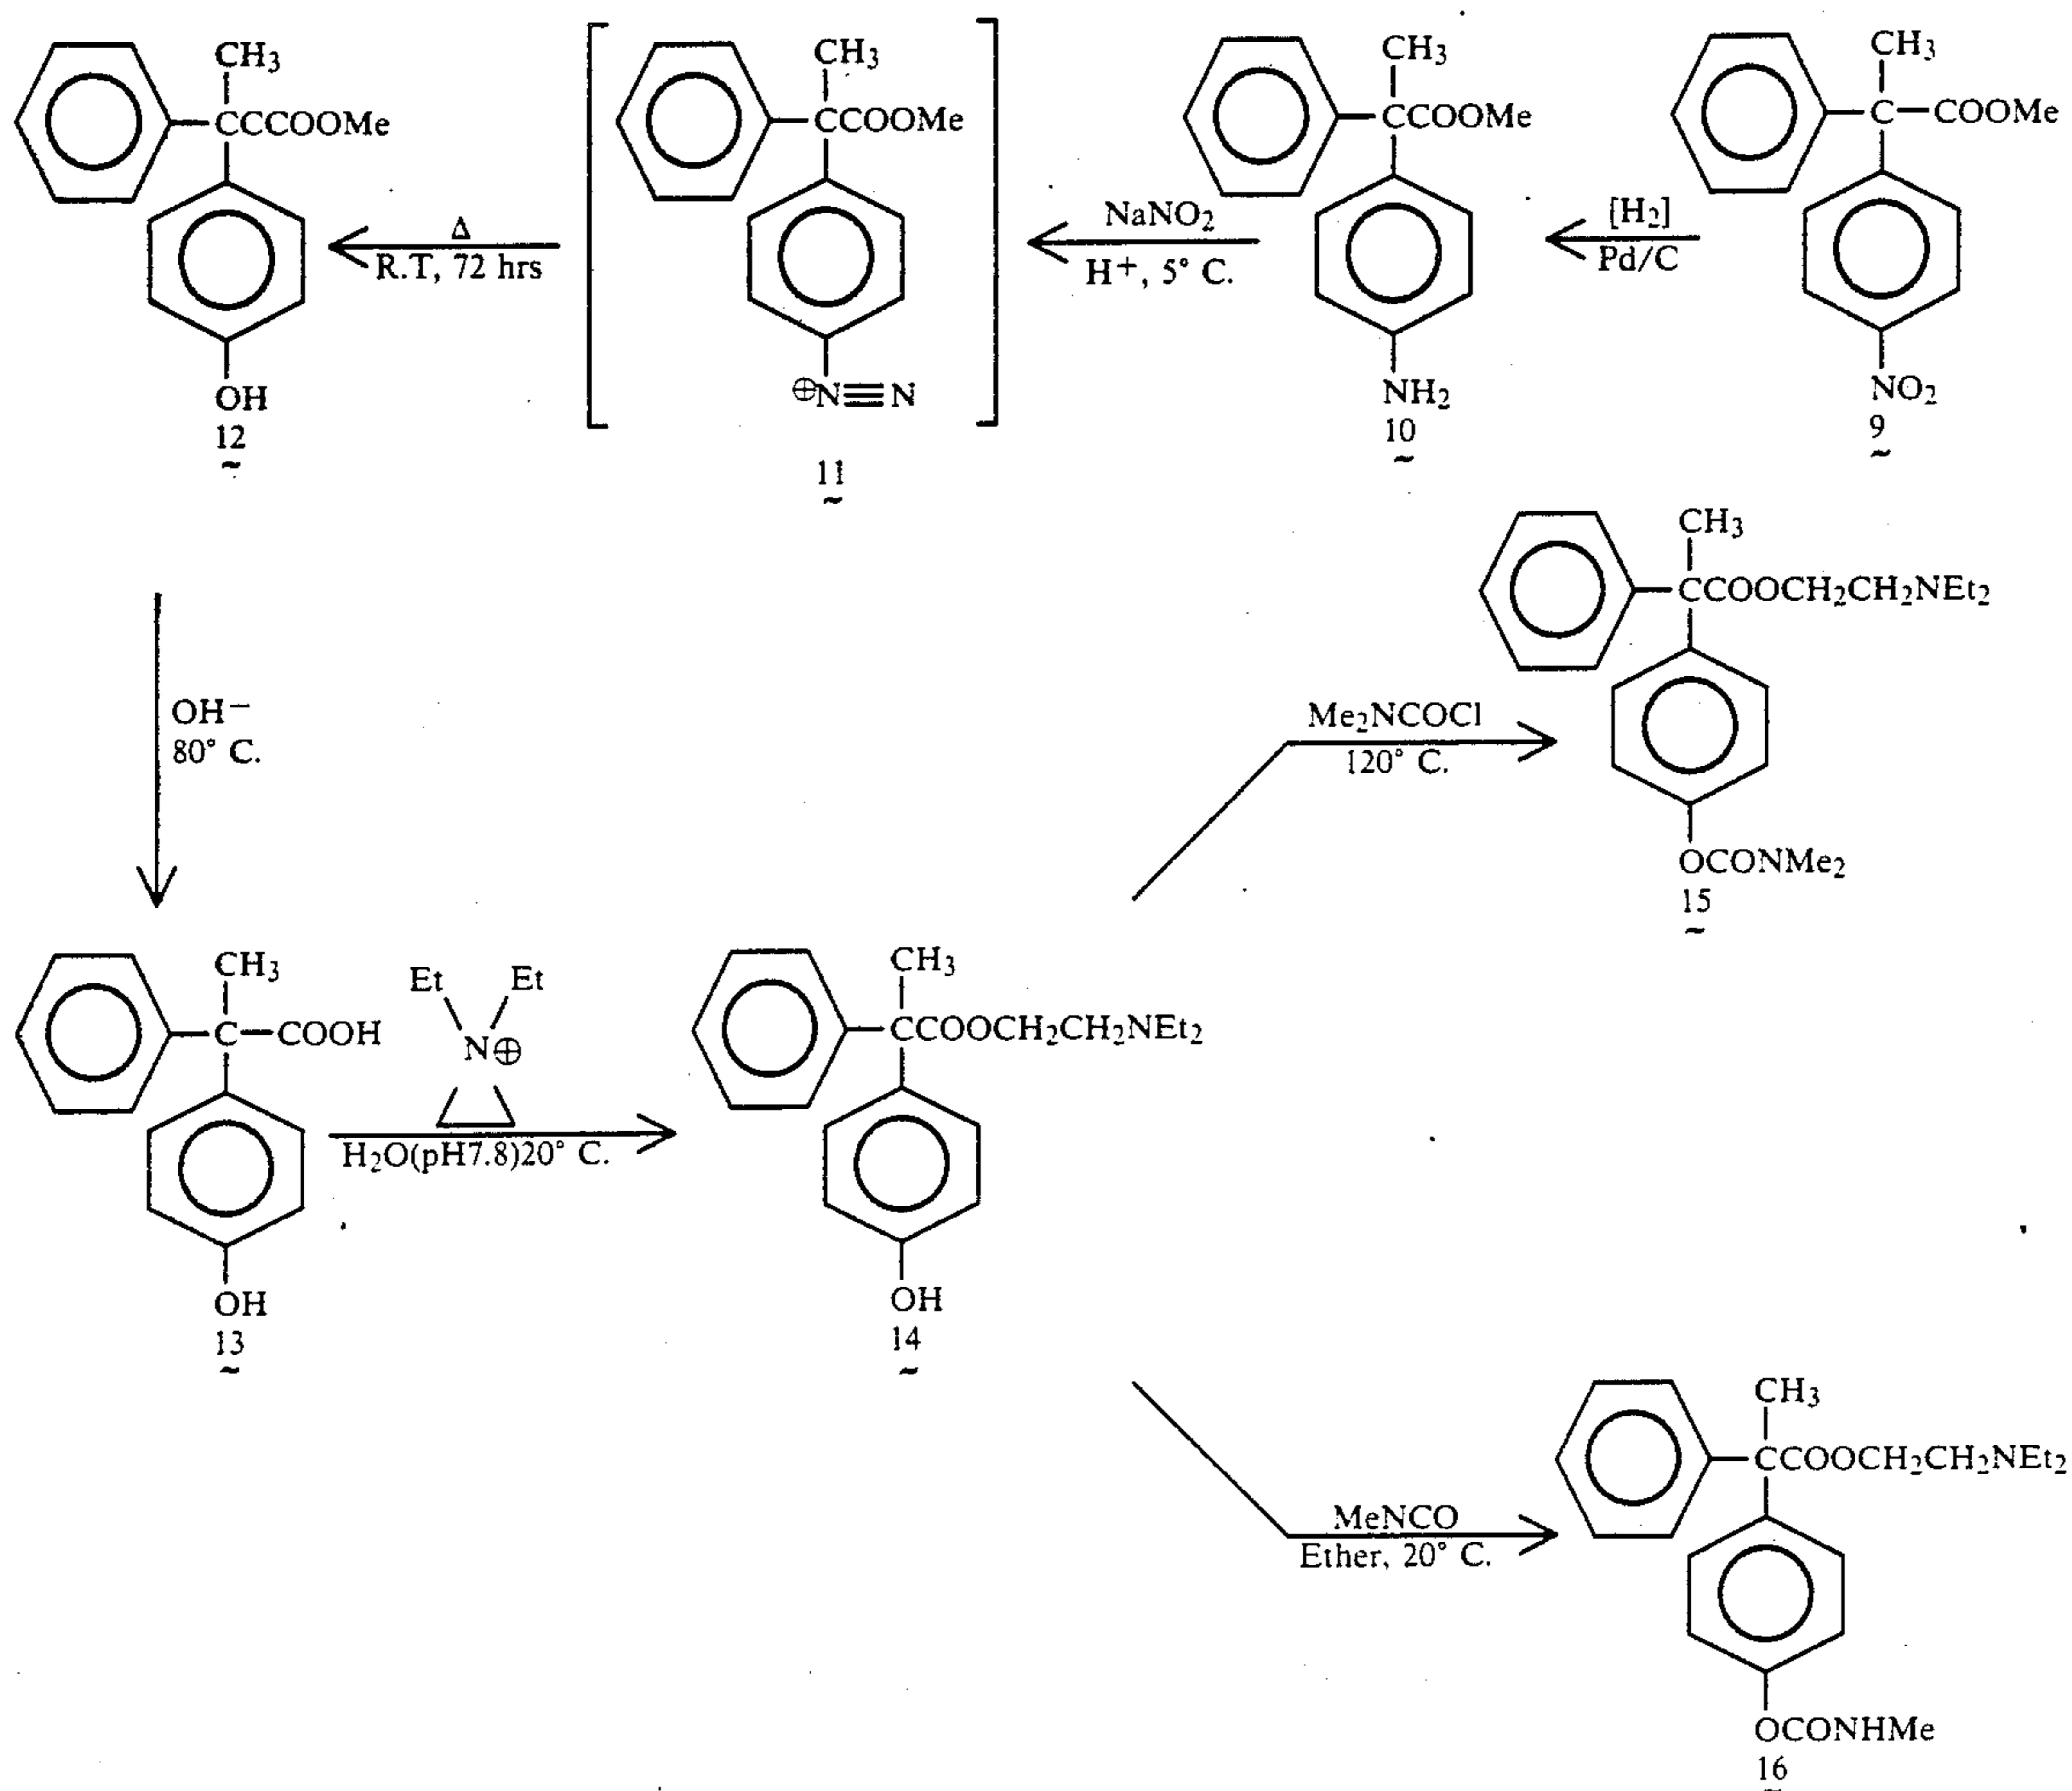 CH₃
CCCOOMe
OH
12
Δ
R.T, 72 hrs
CH₃
CCOOMe
⊕N≡N
11
NaNO₂
H⁺, 5° C.
CH₃
CCOOMe
NH₂
10
[H₂]
Pd/C
CH₃
C—COOMe
NO₂
9
OH⁻
80° C.
CH₃
CCOOCH₂CH₂NEt₂
OCONMe₂
15
Me₂NCOCl
120° C.
CH₃
C—COOH
OH
13
Et Et
N⊕
H₂O(pH7.8)20° C.
CH₃
CCOOCH₂CH₂NEt₂
OH
14
MeNCO
Ether, 20° C.
CH₃
CCOOCH₂CH₂NEt₂
OCONHMe
16